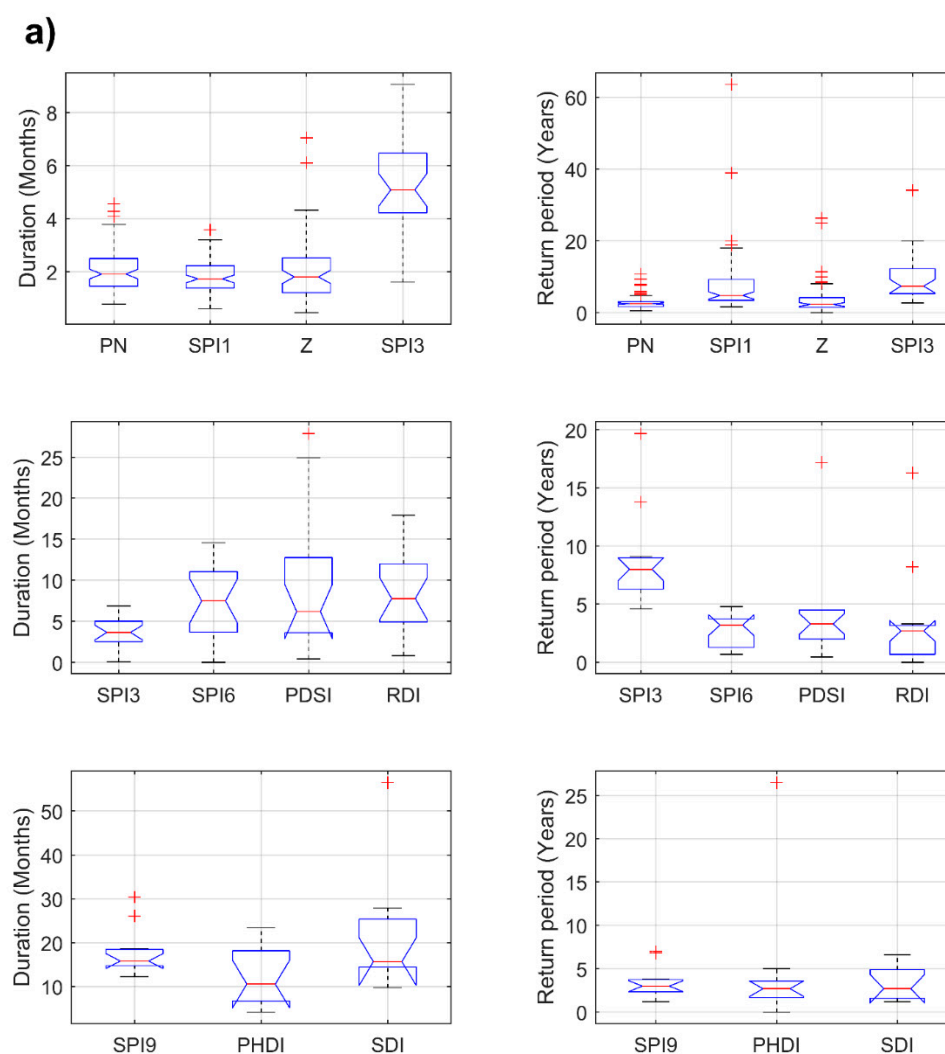 a)
Duration (Months)
8
6
4
2
PN SPI1 Z SPI3
Return period (Years)
60
40
20
0
PN SPI1 Z SPI3
Duration (Months)
25
20
15
10
5
0
SPI3 SPI6 PDSI RDI
Return period (Years)
20
15
10
5
0
SPI3 SPI6 PDSI RDI
Duration (Months)
50
40
30
20
10
SPI9 PHDI SDI
Return period (Years)
25
20
15
10
5
0
SPI9 PHDI SDI